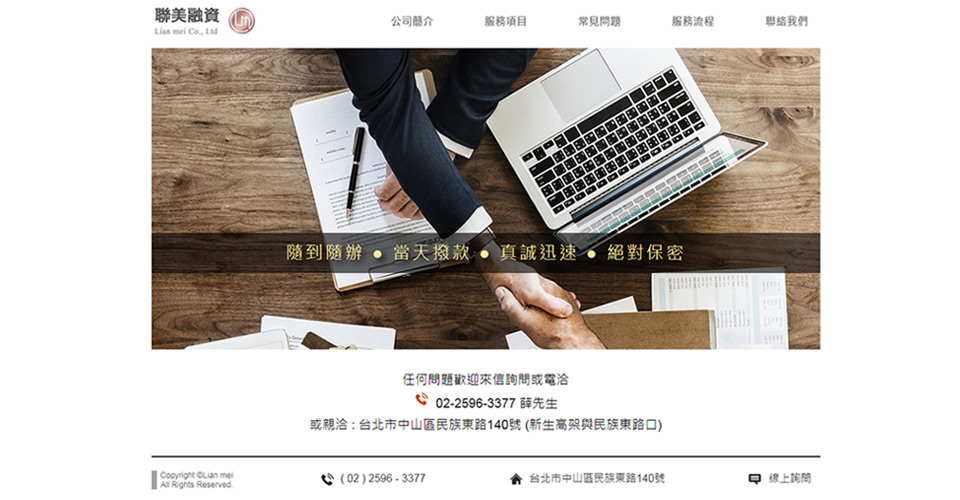 聯美融資
Lian mei Co., Ltd
公司簡介 服務項目 常見問題 服務流程 聯絡我們
隨到隨辦 ● 當天撥款 ● 真誠迅速 ● 絕對保密
任何問題歡迎來信詢問或電洽
02-2596-3377 薛先生
或親洽 : 台北市中山區民族東路140號 (新生高架與民族東路口)
Copyright ©Lian mei
All Rights Reserved.
( 02 ) 2596 - 3377
台北市中山區民族東路140號
線上詢問